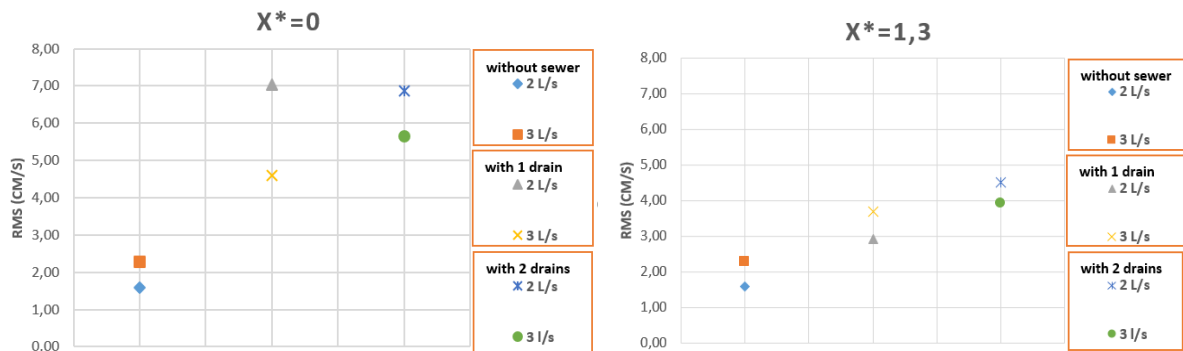 X*=0
8,00
7,00
6,00
5,00
4,00
3,00
2,00
1,00
0,00
RMS (CM/S)
without sewer
2 L/s
3 L/s
with 1 drain
2 L/s
3 L/s
with 2 drains
2 L/s
3 l/s
X*=1,3
8,00
7,00
6,00
5,00
4,00
3,00
2,00
1,00
0,00
RMS (CM/S)
without sewer
2 L/s
3 L/s
with 1 drain
2 L/s
3 L/s
with 2 drains
2 L/s
3 l/s